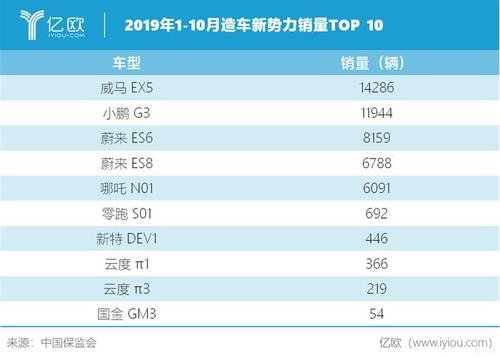 亿欧
IYIOU.COM
2019年1-10月造车新势力销量TOP 10
车型 销量（辆）
威马 EX5 14286
小鹏 G3 11944
蔚来 ES6 8159
蔚来 ES8 6788
哪吒 N01 6091
零跑 S01 692
新特 DEV1 446
云度 π1 366
云度 π3 219
国金 GM3 54
来源：中国保监会 亿欧（www.iyiou.com）